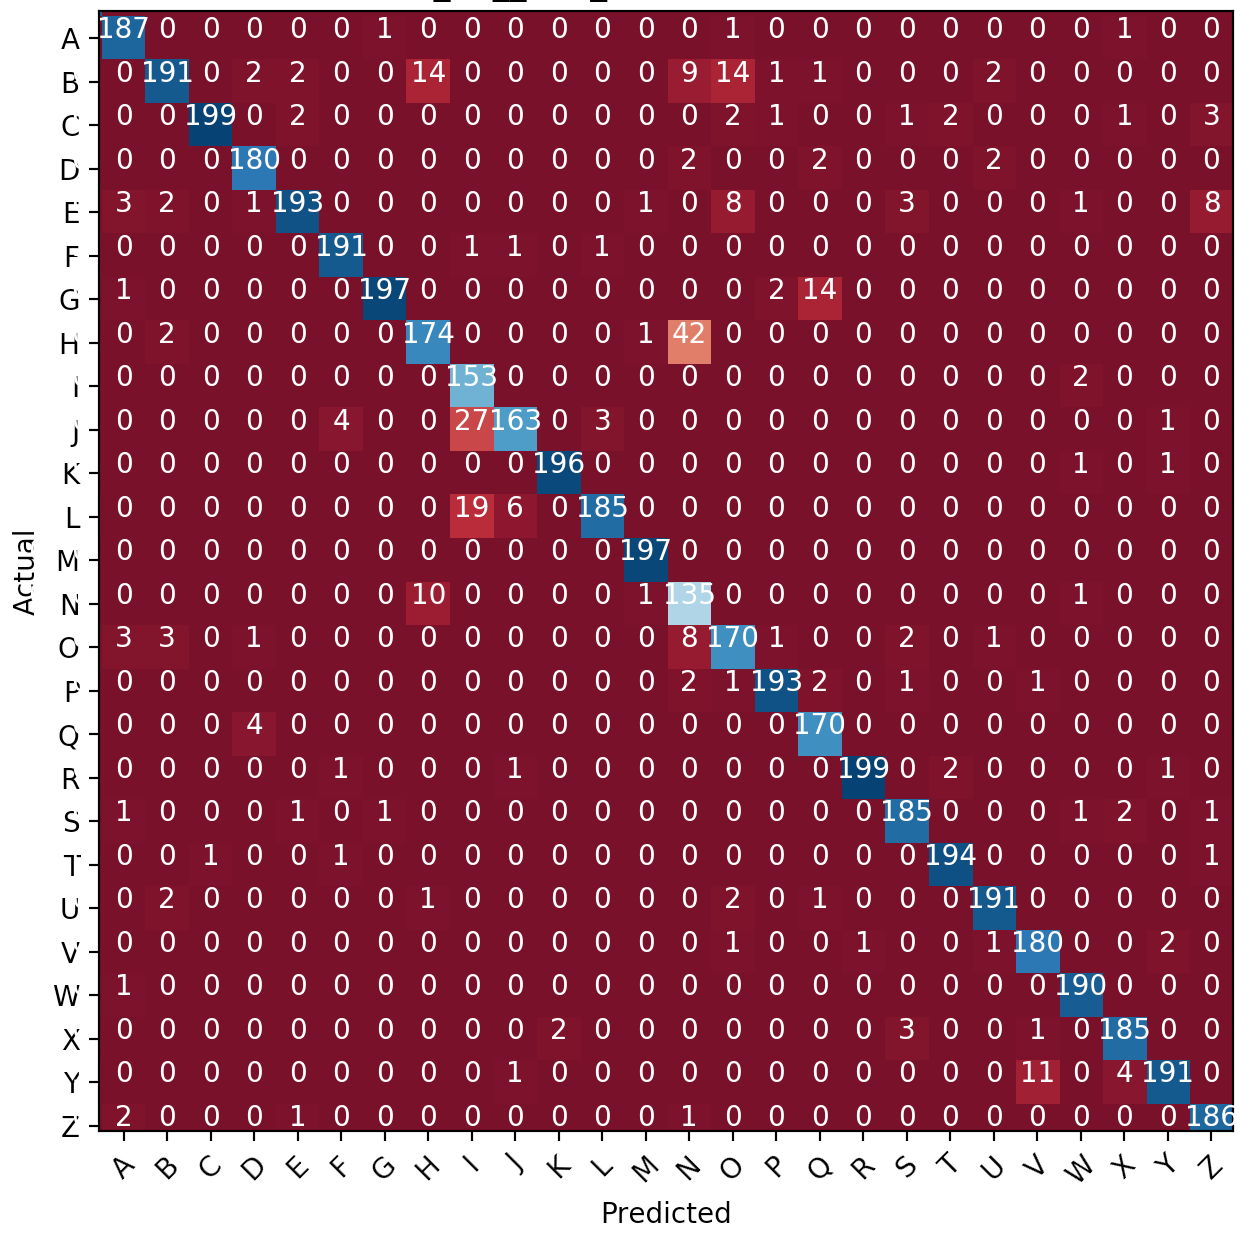 A 187 0 0 0 0 0 1 0 0 0 0 0 0 0 1 0 0 0 0 0 0 0 0 1 0 0
B 0 191 0 2 2 0 0 14 0 0 0 0 0 9 14 1 1 0 0 0 2 0 0 0 0 0
C 0 0 199 0 2 0 0 0 0 0 0 0 0 0 2 1 0 0 1 2 0 0 0 1 0 3
D 0 0 0 180 0 0 0 0 0 0 0 0 0 2 0 0 2 0 0 0 2 0 0 0 0 0
E 3 2 0 1 193 0 0 0 0 0 0 0 1 0 8 0 0 0 3 0 0 0 1 0 0 8
F 0 0 0 0 0 191 0 0 1 1 0 1 0 0 0 0 0 0 0 0 0 0 0 0 0 0
G 1 0 0 0 0 0 197 0 0 0 0 0 0 0 0 2 14 0 0 0 0 0 0 0 0 0
H 0 2 0 0 0 0 0 174 0 0 0 0 1 42 0 0 0 0 0 0 0 0 0 0 0 0
I 0 0 0 0 0 0 0 0 153 0 0 0 0 0 0 0 0 0 0 0 0 0 2 0 0 0
J 0 0 0 0 0 4 0 0 27 163 0 3 0 0 0 0 0 0 0 0 0 0 0 0 1 0
K 0 0 0 0 0 0 0 0 0 0 196 0 0 0 0 0 0 0 0 0 0 0 1 0 1 0
L 0 0 0 0 0 0 0 0 19 6 0 185 0 0 0 0 0 0 0 0 0 0 0 0 0 0
M 0 0 0 0 0 0 0 0 0 0 0 0 197 0 0 0 0 0 0 0 0 0 0 0 0 0
N 0 0 0 0 0 0 0 10 0 0 0 0 1 135 0 0 0 0 0 0 0 0 1 0 0 0
O 3 3 0 1 0 0 0 0 0 0 0 0 0 8 170 1 0 0 2 0 1 0 0 0 0 0
P 0 0 0 0 0 0 0 0 0 0 0 0 0 2 1 193 2 0 1 0 0 1 0 0 0 0
Q 0 0 0 4 0 0 0 0 0 0 0 0 0 0 0 0 170 0 0 0 0 0 0 0 0 0
R 0 0 0 0 0 1 0 0 0 1 0 0 0 0 0 0 0 199 0 2 0 0 0 0 1 0
S 1 0 0 0 1 0 1 0 0 0 0 0 0 0 0 0 0 0 185 0 0 0 1 2 0 1
T 0 0 1 0 0 1 0 0 0 0 0 0 0 0 0 0 0 0 0 194 0 0 0 0 0 1
U 0 2 0 0 0 0 0 1 0 0 0 0 0 0 2 0 1 0 0 0 191 0 0 0 0 0
V 0 0 0 0 0 0 0 0 0 0 0 0 0 0 1 0 0 1 0 0 1 180 0 0 2 0
W 1 0 0 0 0 0 0 0 0 0 0 0 0 0 0 0 0 0 0 0 0 0 190 0 0 0
X 0 0 0 0 0 0 0 0 0 0 2 0 0 0 0 0 0 0 3 0 0 1 0 185 0 0
Y 0 0 0 0 0 0 0 0 0 1 0 0 0 0 0 0 0 0 0 0 0 11 0 4 191 0
Z 2 0 0 0 1 0 0 0 0 0 0 0 0 1 0 0 0 0 0 0 0 0 0 0 0 186
Actual
A B C D E F G H I J K L M N O P Q R S T U V W X Y Z
Predicted